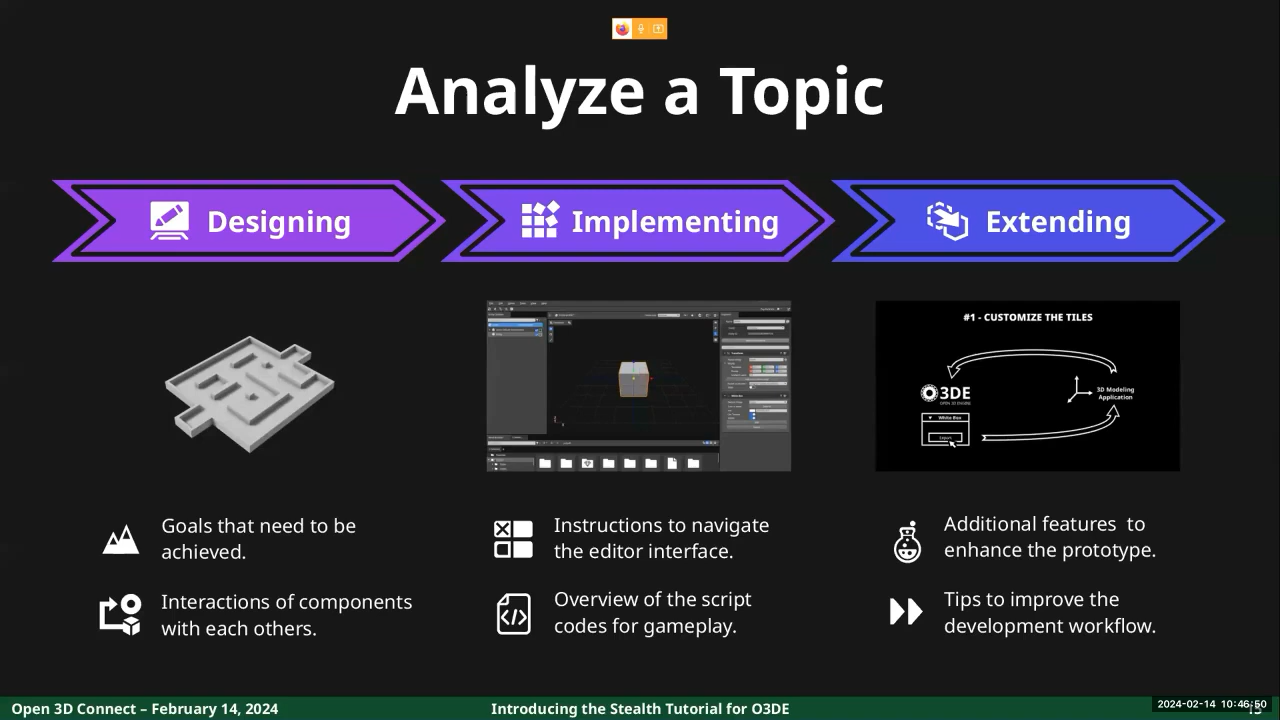 Analyze a Topic
Designing
Implementing
Extending
#1 - CUSTOMIZE THE TILES
O3DE
OPEN 3D ENGINE
3D Modeling
Application
White Box
Goals that need to be
achieved.
Interactions of components
with each others.
Instructions to navigate
the editor interface.
Overview of the script
codes for gameplay.
Additional features to
enhance the prototype.
Tips to improve the
development workflow.
Open 3D Connect – February 14, 2024
Introducing the Stealth Tutorial for O3DE
2024-02-14 10:46:50